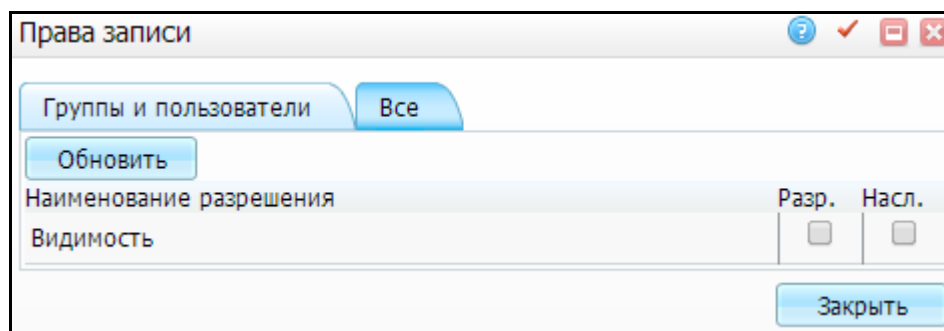 Права записи
Группы и пользователи Все
Обновить
Наименование разрешения Разр. Насл.
Видимость
Закрыть